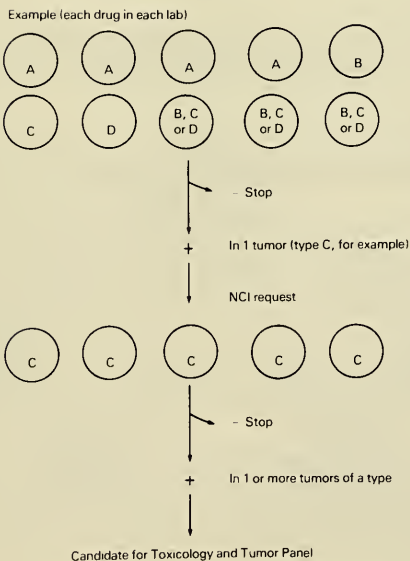 Example (each drug in each lab)
A A A A B
C D B, C or D B, C or D B, C or D
– Stop
+ In 1 tumor (type C, for example)
NCI request
C C C C C
– Stop
+ In 1 or more tumors of a type
Candidate for Toxicology and Tumor Panel